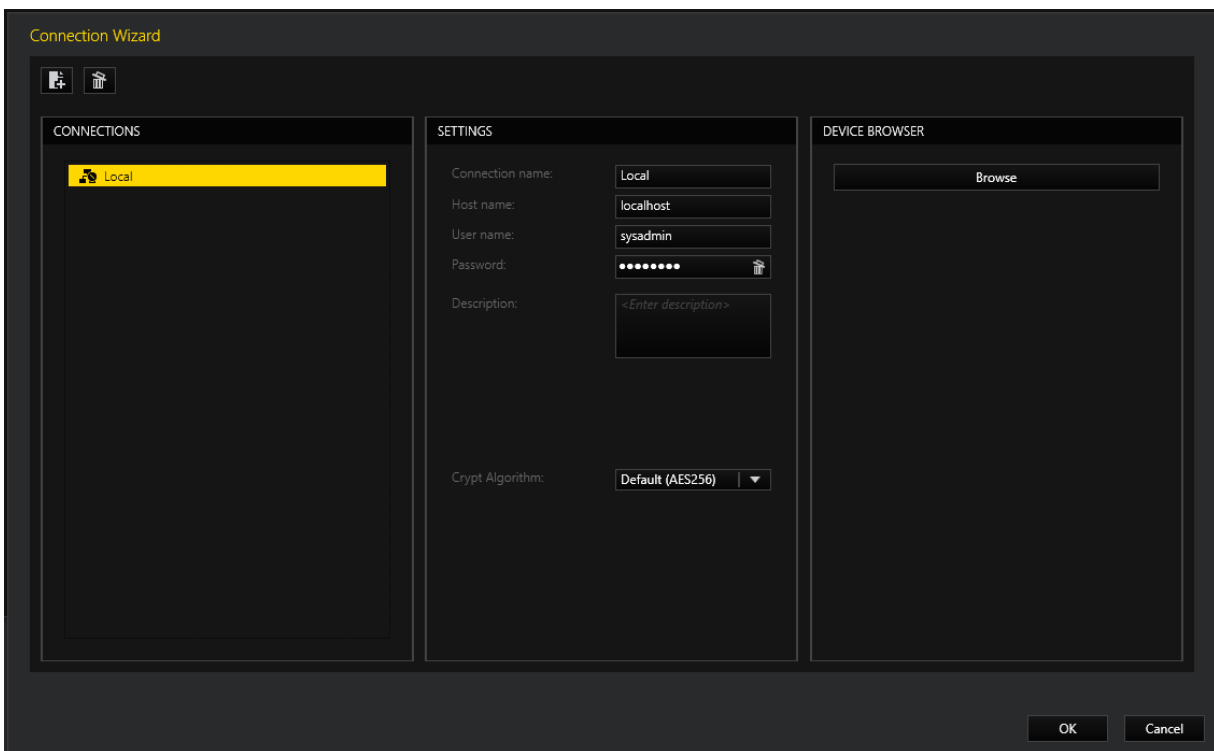 Connection Wizard
CONNECTIONS
Local
SETTINGS
Connection name:
Local
Host name:
localhost
User name:
sysadmin
Password:
••••••••
Description:
<Enter description>
Crypt Algorithm:
Default (AES256)
DEVICE BROWSER
Browse
OK
Cancel